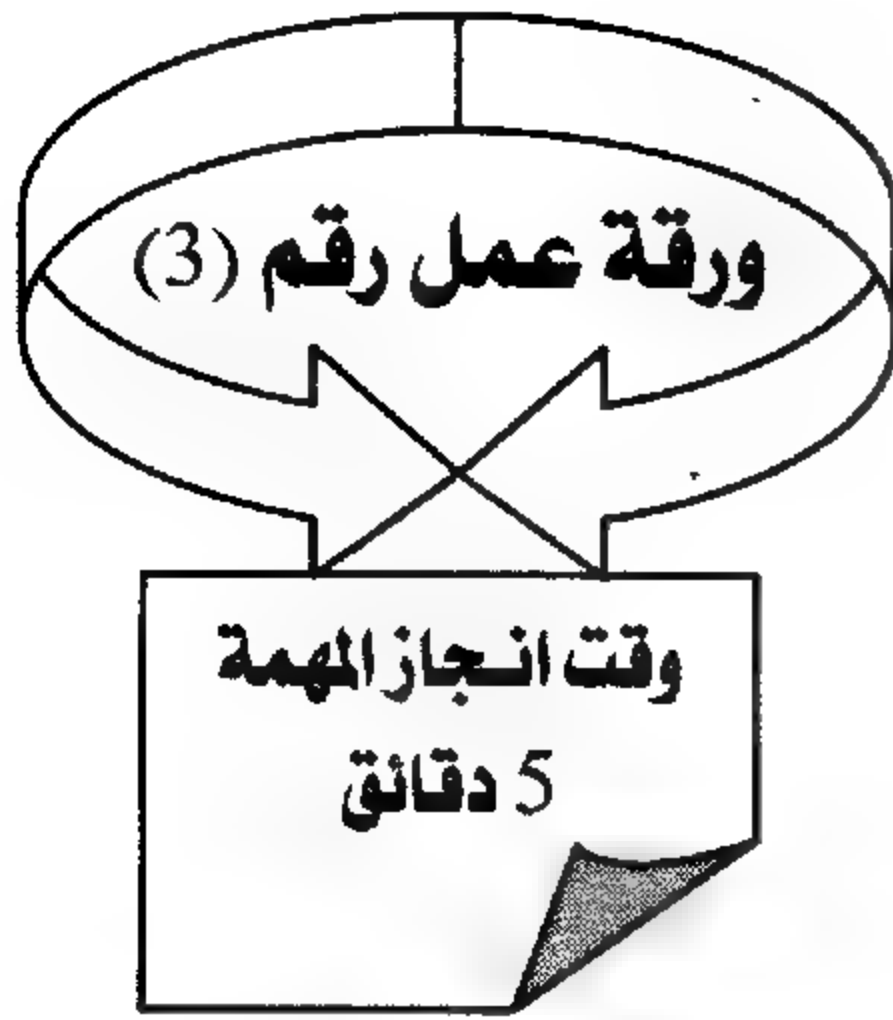 ورقة عمل رقم (3)
وقت انجاز المهمة
5 دقائق